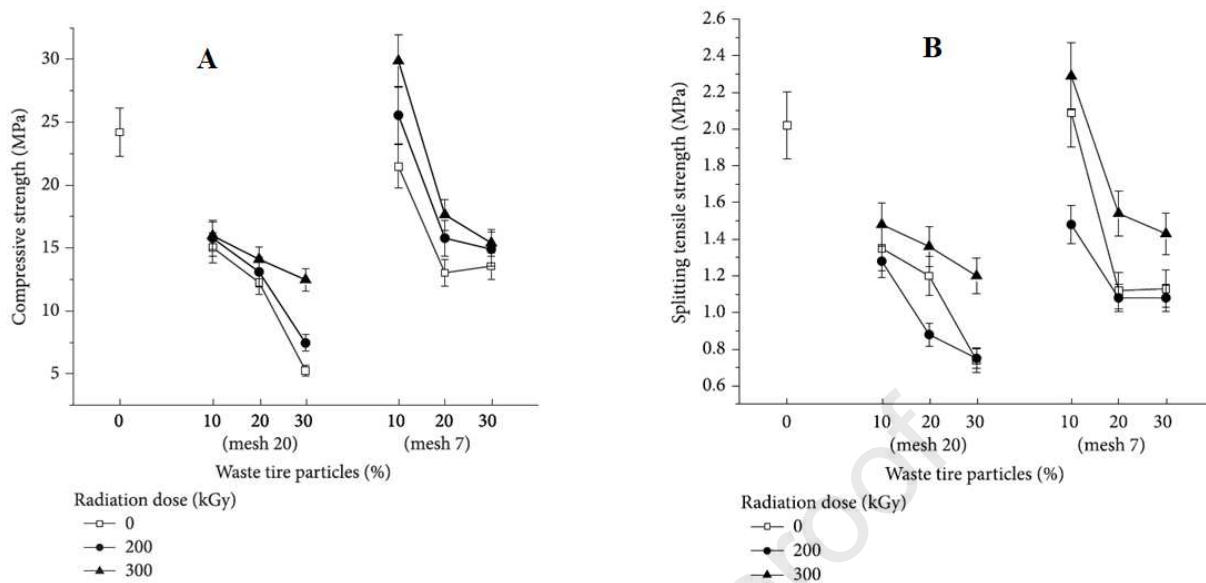 A
Compressive strength (MPa)
30
25
20
15
10
5
0
10 20 30
(mesh 20)
10 20 30
(mesh 7)
Waste tire particles (%)
Radiation dose (kGy)
0
200
300
B
Splitting tensile strength (MPa)
2.6
2.4
2.2
2.0
1.8
1.6
1.4
1.2
1.0
0.8
0.6
0
10 20 30
(mesh 20)
10 20 30
(mesh 7)
Waste tire particles (%)
Radiation dose (kGy)
0
200
300
roof